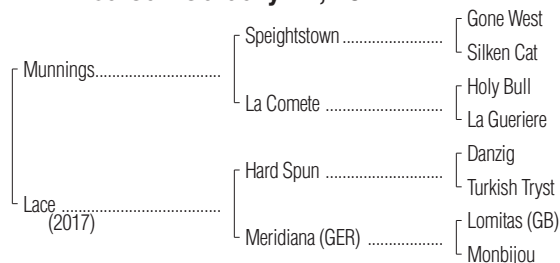 Gone West
Speightstown
Silken Cat
Munnings
Holy Bull
La Comete
La Gueriere
Danzig
Hard Spun
Turkish Tryst
Lace
(2017)
Lomitas (GB)
Meridiana (GER)
Monbijou